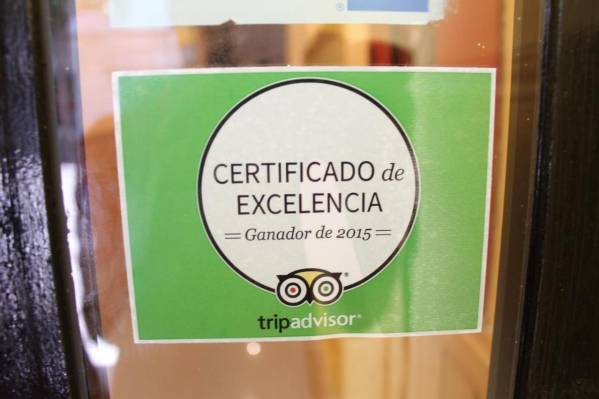 CERTIFICADO de
EXCELENCIA
Ganador de 2015
tripadvisor®